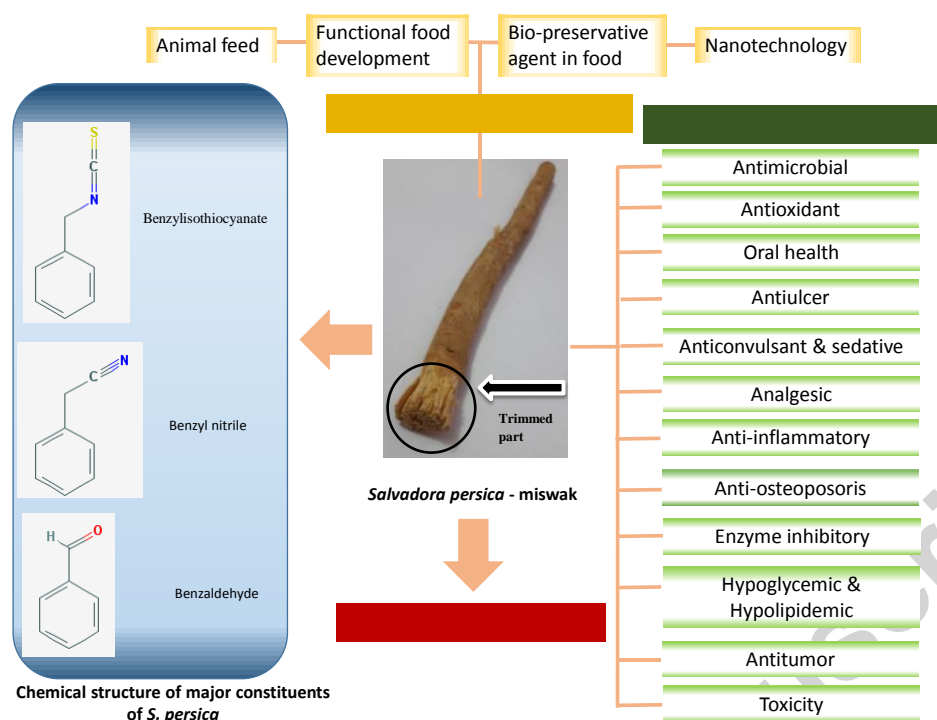 Animal feed
Functional food
development
Bio-preservative
agent in food
Nanotechnology
S
C
N
Benzylisothiocyanate
C
N
Benzyl nitrile
H
O
Benzaldehyde
Chemical structure of major constituents
of S. persica
Trimmed
part
Salvadora persica - miswak
Antimicrobial
Antioxidant
Oral health
Antiulcer
Anticonvulsant & sedative
Analgesic
Anti-inflammatory
Anti-osteoposoris
Enzyme inhibitory
Hypoglycemic &
Hypolipidemic
Antitumor
Toxicity